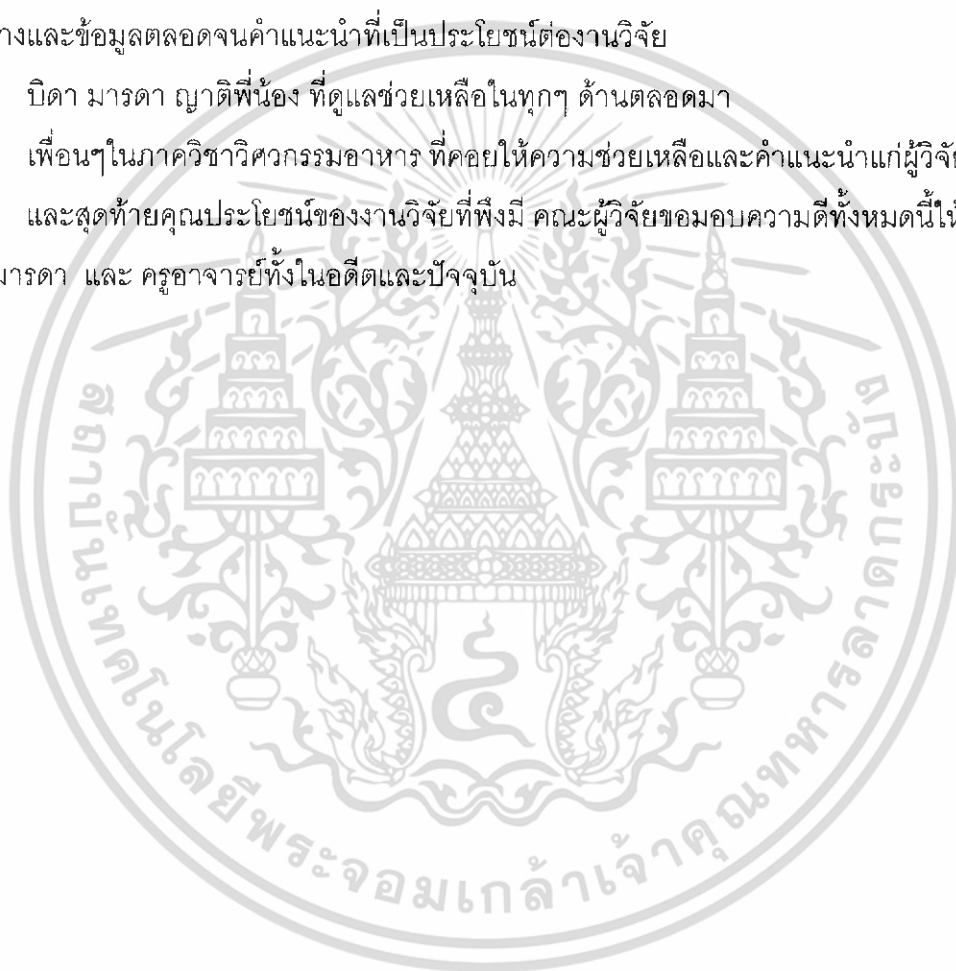 างและข้อมูลตลอดจนคำแนะนำที่เป็นประโยชน์ต่องานวิจัย
บิดา มารดา ญาติพี่น้อง ที่ดูแลช่วยเหลือในทุกๆ ด้านตลอดมา
เพื่อนๆในภาควิชาวิศวกรรมอาหาร ที่คอยให้ความช่วยเหลือและคำแนะนำแก่ผู้วิจัย
และสุดท้ายคุณประโยชน์ของงานวิจัยที่พึงมี คณะผู้วิจัยขอมอบความดีทั้งหมดนี้ให้
มารดา และ ครูอาจารย์ทั้งในอดีตและปัจจุบัน
สถาบันเทคโนโลยีพระจอมเกล้าเจ้าคุณทหารลาดกระบัง